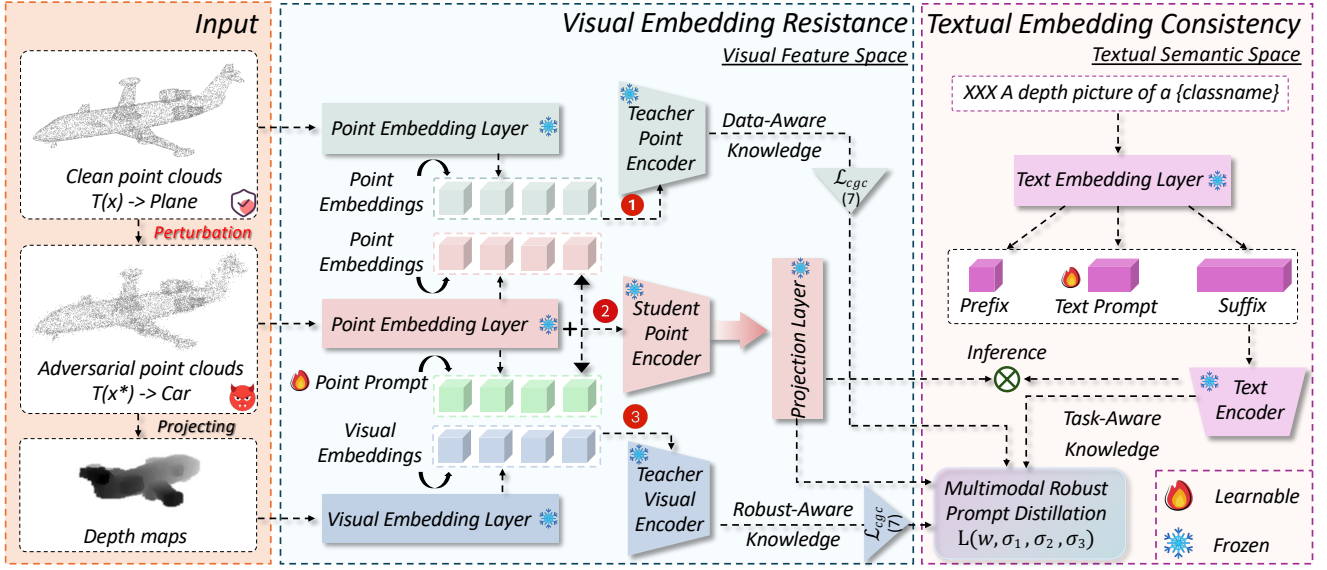 Input
Clean point clouds
T(x) -> Plane
Perturbation
Adversarial point clouds
T(x*) -> Car
Projecting
Depth maps
Visual Embedding Resistance
Visual Feature Space
Point Embedding Layer
Point
Embeddings
1
Teacher
Point
Encoder
Data-Aware
Knowledge
ℒcgc
(7)
Point
Embeddings
Point Embedding Layer
+
2
Student
Point
Encoder
Projection Layer
Point Prompt
3
Visual
Embeddings
Visual Embedding Layer
Teacher
Visual
Encoder
Robust-Aware
Knowledge
ℒcgc
(7)
Textual Embedding Consistency
Textual Semantic Space
XXX A depth picture of a {classname}
Text Embedding Layer
Prefix
Text Prompt
Suffix
Inference
Text
Encoder
Task-Aware
Knowledge
Multimodal Robust
Prompt Distillation
L(w, σ₁, σ₂, σ₃)
Learnable
Frozen